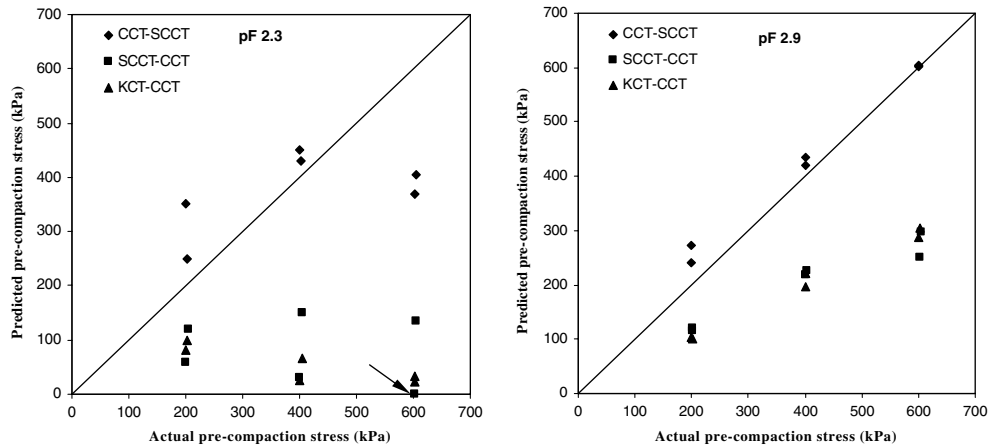 700
600
500
400
300
200
100
0
Predicted pre-compaction stress (kPa)
CCT-SCCT
SCCT-CCT
KCT-CCT
pF 2.3
0 100 200 300 400 500 600 700
Actual pre-compaction stress (kPa)
700
600
500
400
300
200
100
0
Predicted pre-compaction stress (kPa)
CCT-SCCT
SCCT-CCT
KCT-CCT
pF 2.9
0 100 200 300 400 500 600 700
Actual pre-compaction stress (kPa)